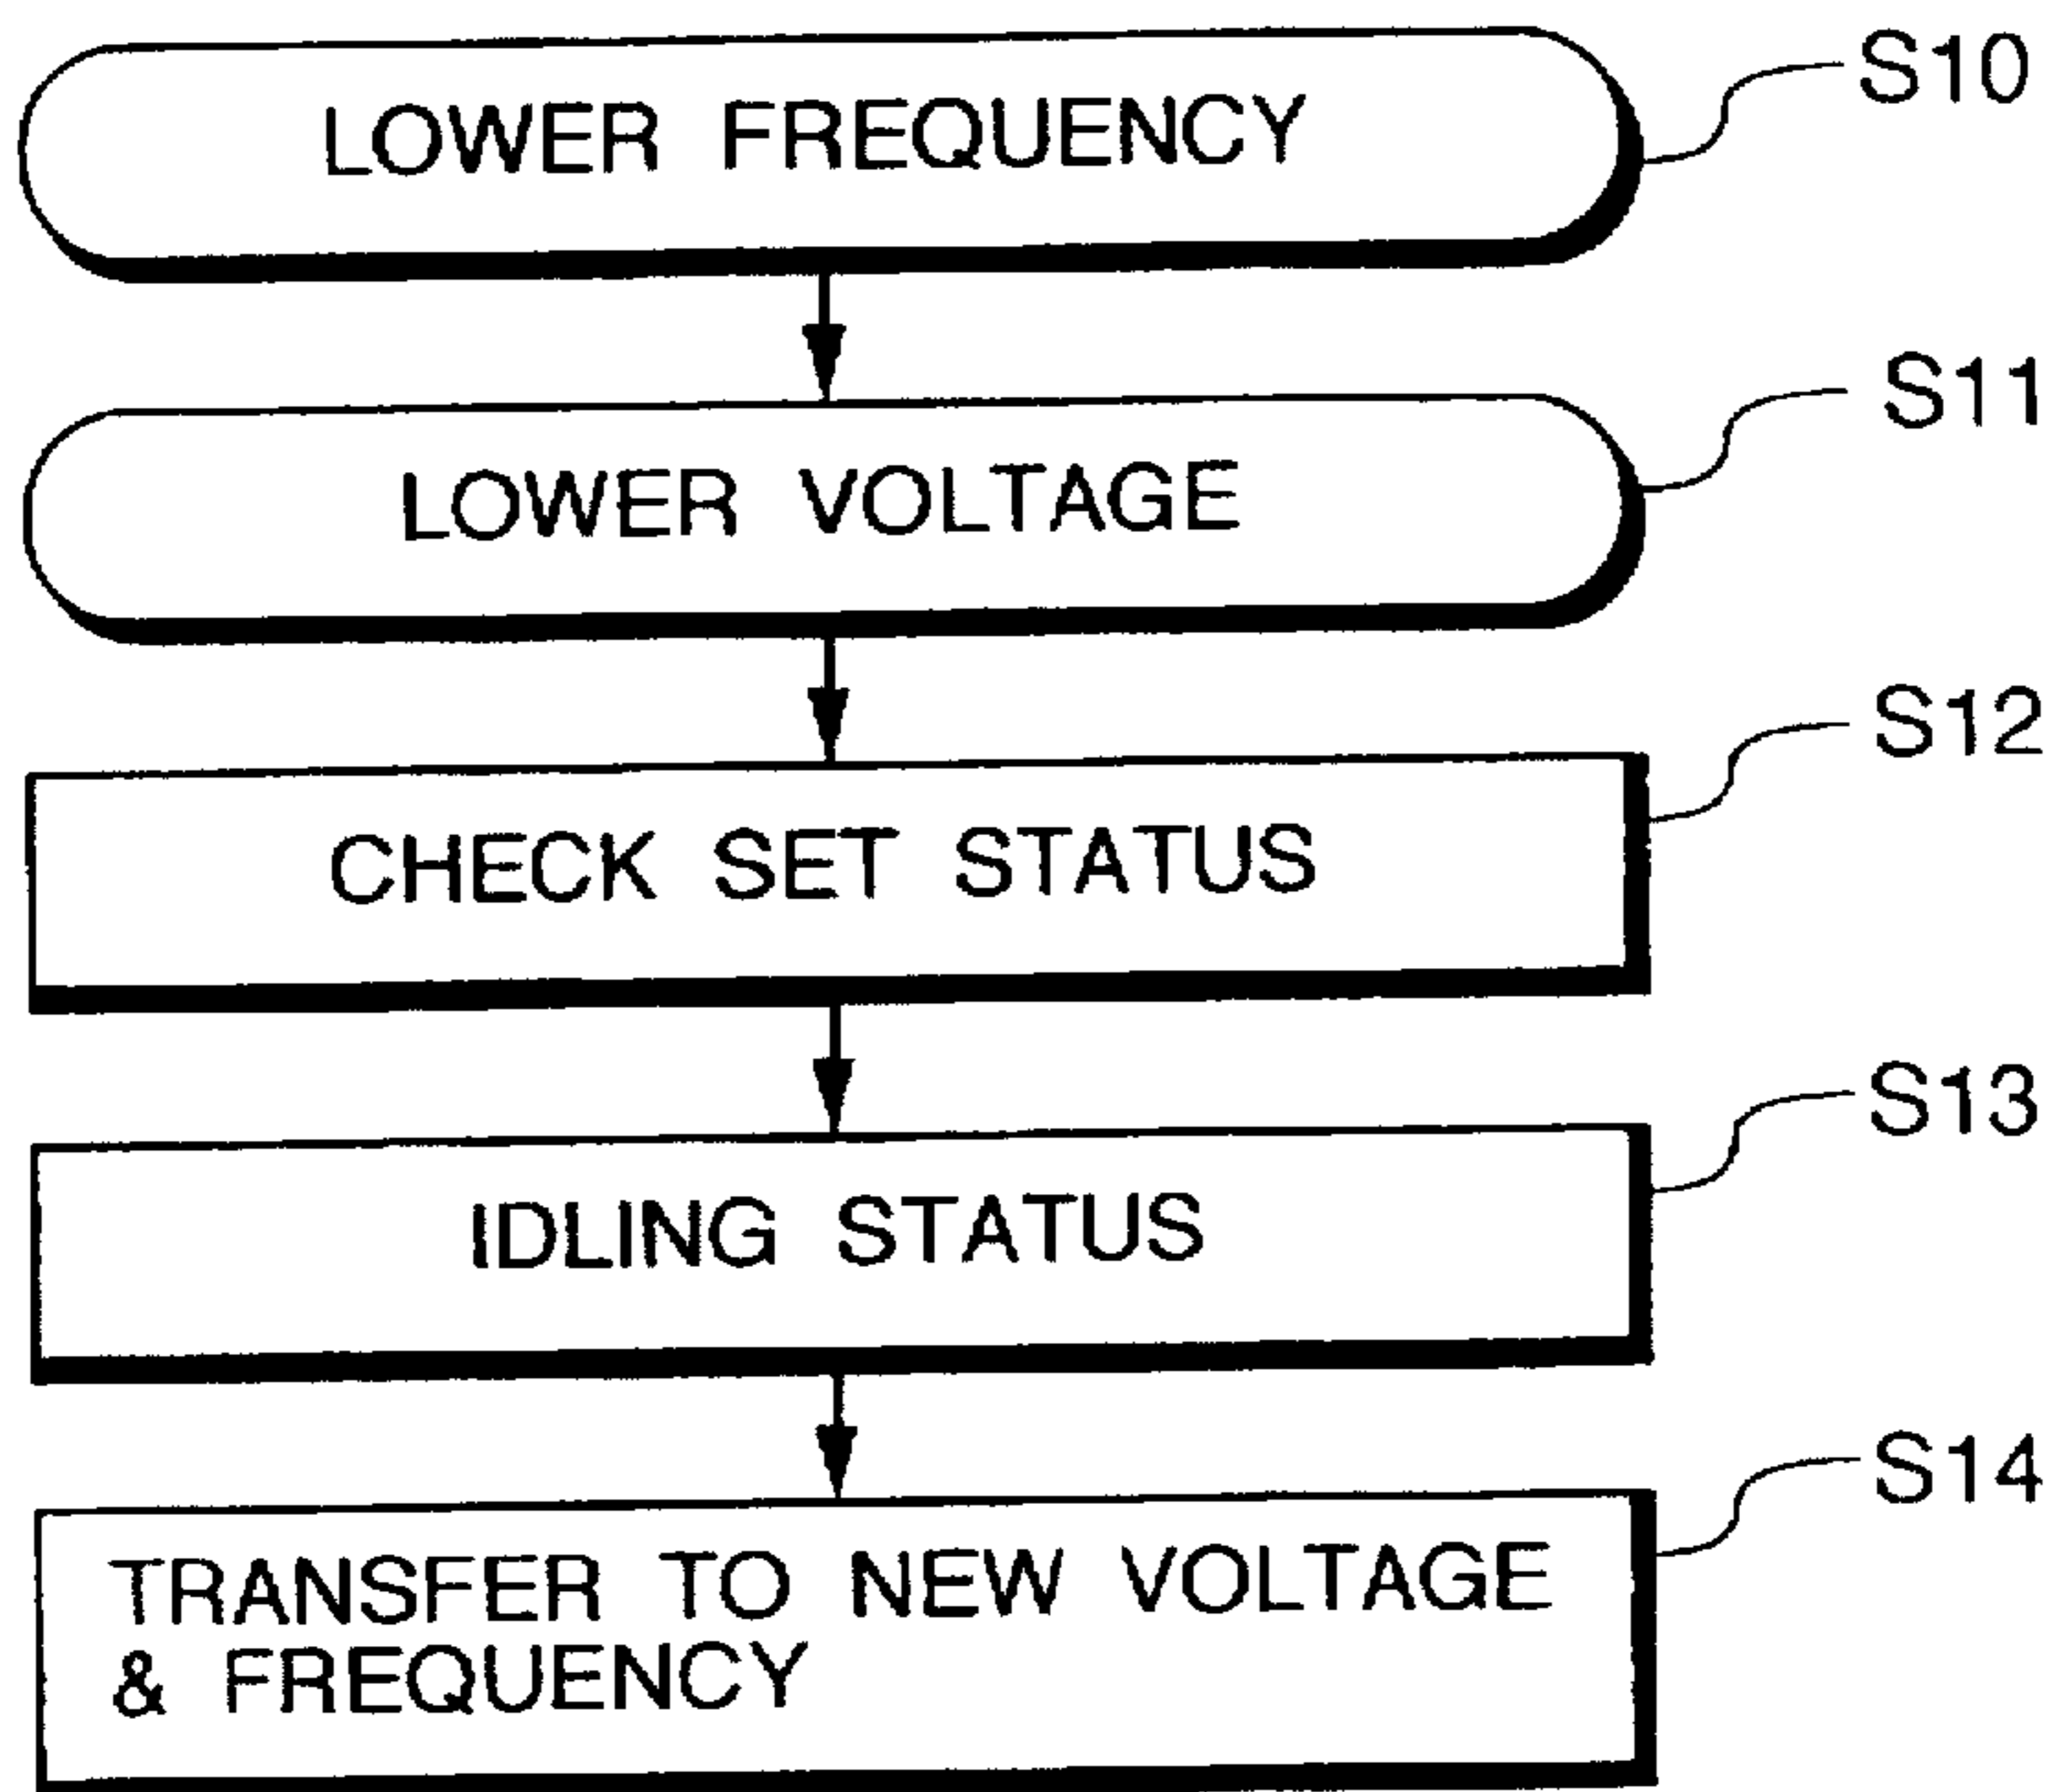 LOWER FREQUENCY
S10
LOWER VOLTAGE
S11
CHECK SET STATUS
S12
IDLING STATUS
S13
TRANSFER TO NEW VOLTAGE
& FREQUENCY
S14